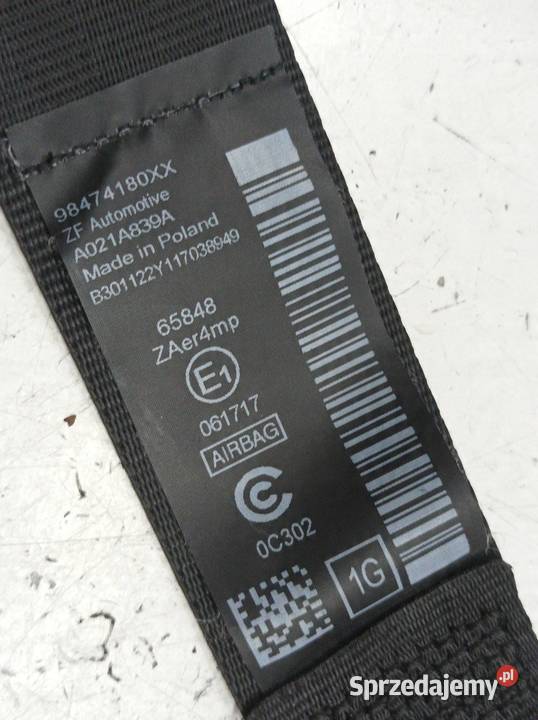 98474180XX
ZF Automotive
A021A839A
Made in Poland
B301122Y117038949
65848
ZAer4mp
E1
061717
AIRBAG
0C302
1G
Sprzedajemy.pl